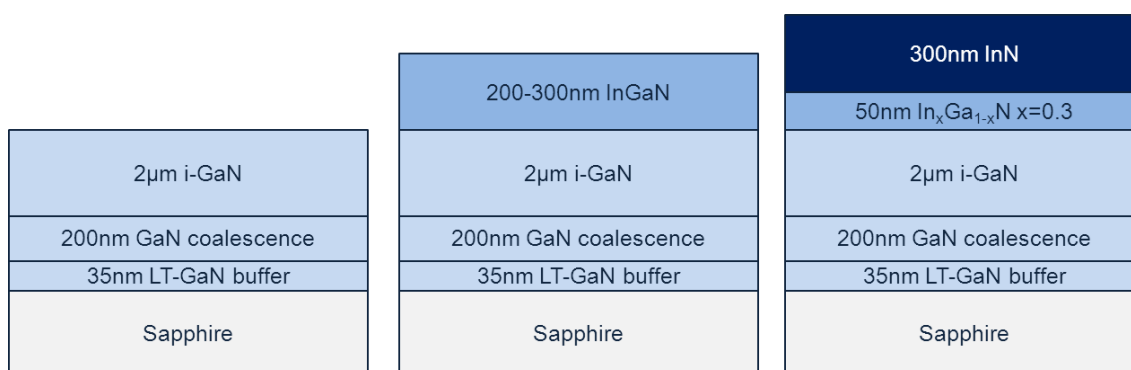 2µm i-GaN
200nm GaN coalescence
35nm LT-GaN buffer
Sapphire
200-300nm InGaN
2µm i-GaN
200nm GaN coalescence
35nm LT-GaN buffer
Sapphire
300nm InN
50nm InₓGa₁₋ₓN x=0.3
2µm i-GaN
200nm GaN coalescence
35nm LT-GaN buffer
Sapphire